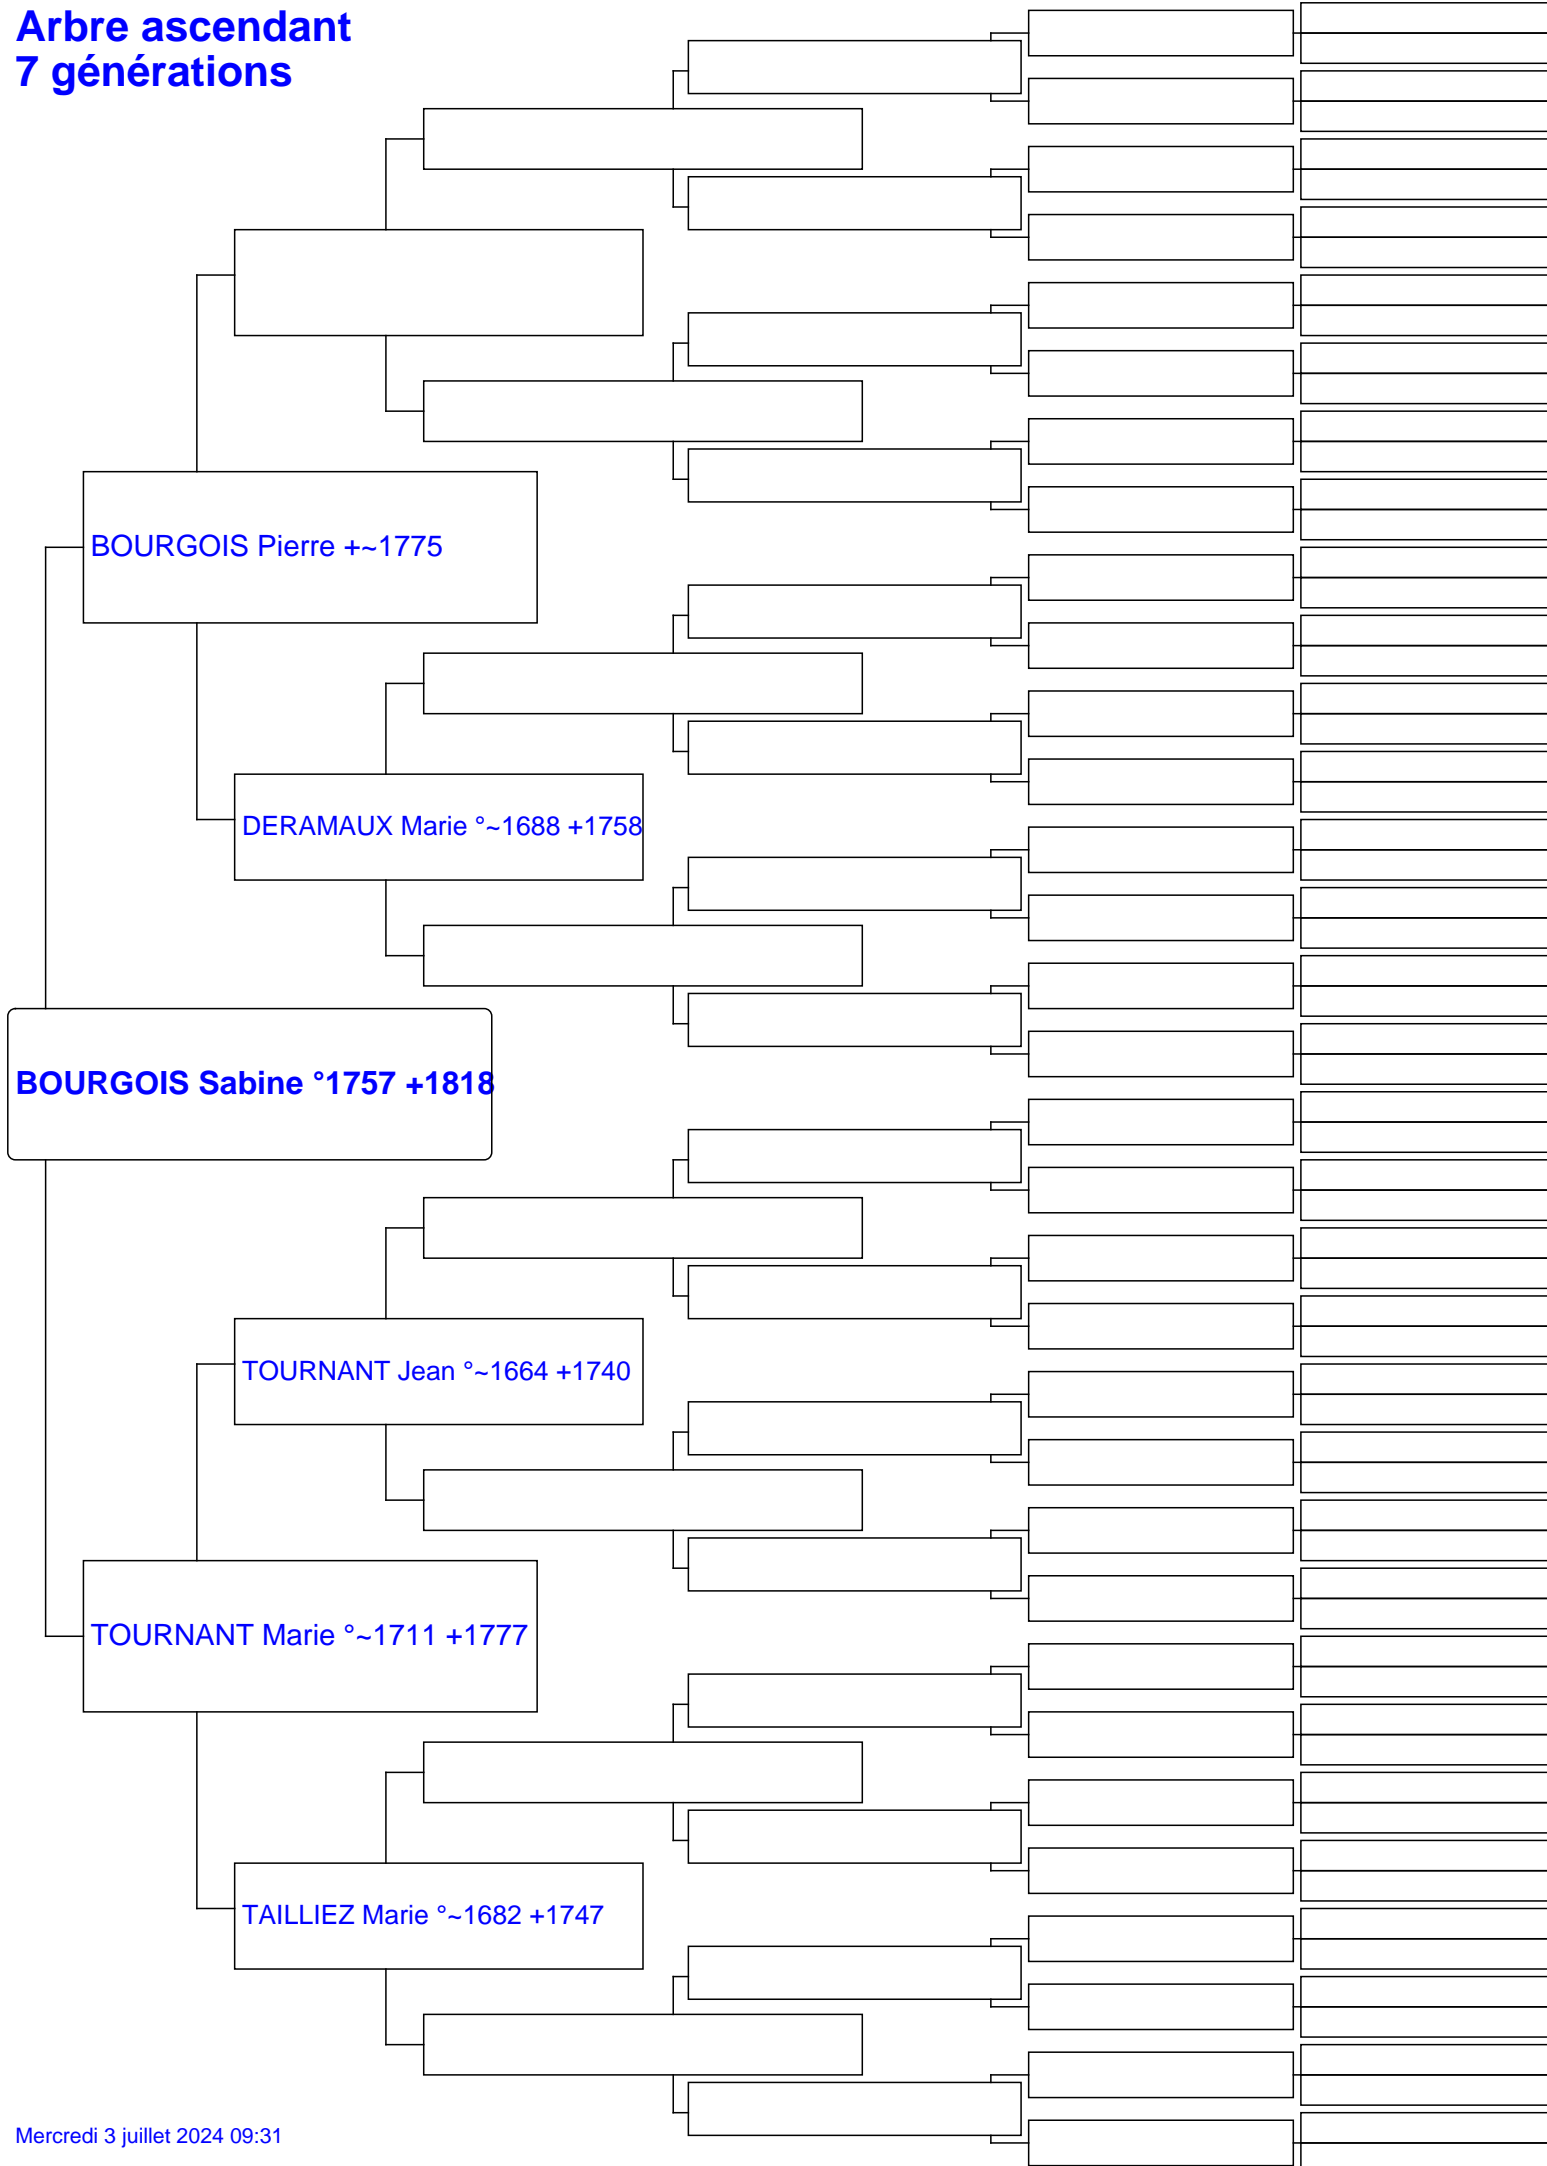 Arbre ascendant
7 générations
BOURGOIS Pierre +~1775
DERAMAUX Marie °~1688 +1758
BOURGOIS Sabine °1757 +1818
TOURNANT Jean °~1664 +1740
TOURNANT Marie °~1711 +1777
TAILLIEZ Marie °~1682 +1747
Mercredi 3 juillet 2024 09:31